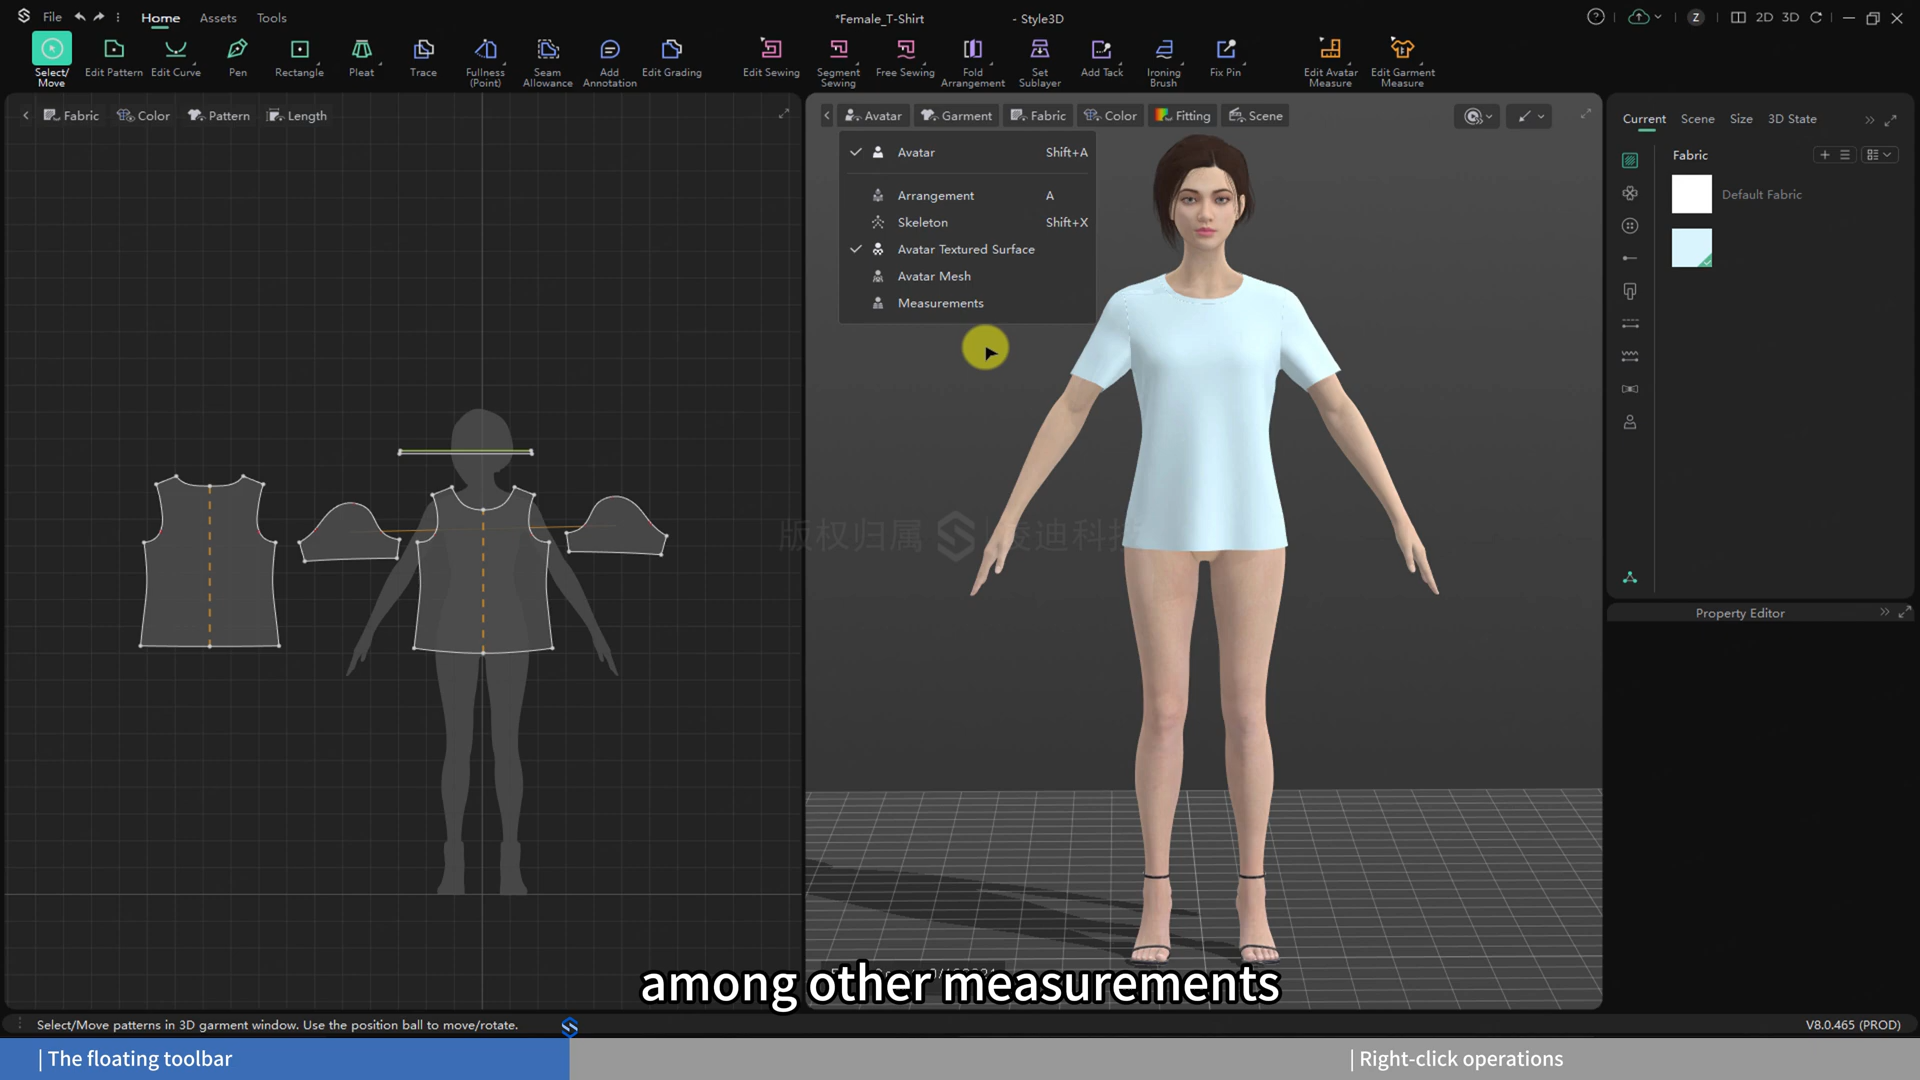 File
Home
Assets
Tools
*Female_T-Shirt
- Style3D
Z
2D
3D
Select/
Move
Edit Pattern
Edit Curve
Pen
Rectangle
Pleat
Trace
Fullness
(Point)
Seam
Allowance
Add
Annotation
Edit Grading
Edit Sewing
Segment
Sewing
Free Sewing
Fold
Arrangement
Set
Sublayer
Add Tack
Ironing
Brush
Fix Pin
Edit Avatar
Measure
Edit Garment
Measure
Fabric
Color
Pattern
Length
Avatar
Garment
Fabric
Color
Fitting
Scene
Avatar Shift+A
Arrangement A
Skeleton Shift+X
Avatar Textured Surface
Avatar Mesh
Measurements
Current
Scene
Size
3D State
Fabric
Default Fabric
Property Editor
版权归属
凌迪科技
among other measurements
Select/Move patterns in 3D garment window. Use the position ball to move/rotate.
V8.0.465 (PROD)
| The floating toolbar
| Right-click operations